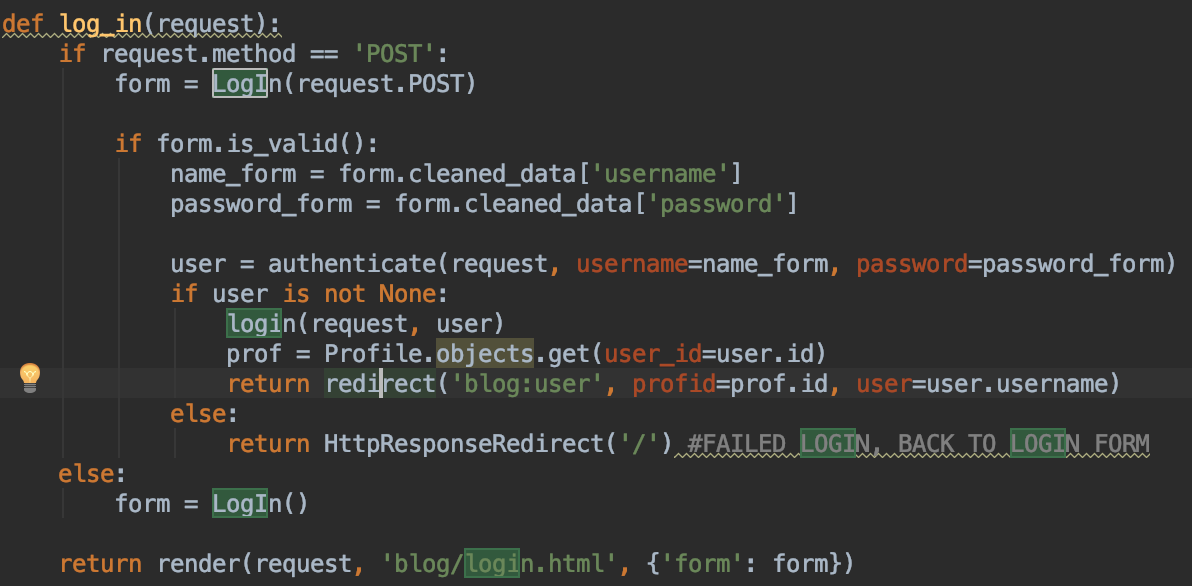 def log_in(request):
    if request.method == 'POST':
        form = LogIn(request.POST)

        if form.is_valid():
            name_form = form.cleaned_data['username']
            password_form = form.cleaned_data['password']

            user = authenticate(request, username=name_form, password=password_form)
            if user is not None:
                login(request, user)
                prof = Profile.objects.get(user_id=user.id)
                return redirect('blog:user', profid=prof.id, user=user.username)
            else:
                return HttpResponseRedirect('/') #FAILED LOGIN, BACK TO LOGIN FORM
    else:
        form = LogIn()

    return render(request, 'blog/login.html', {'form': form})